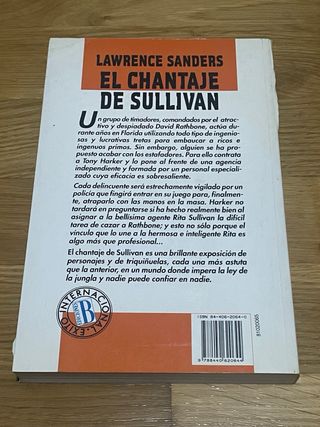 LAWRENCE SANDERS
EL CHANTAJE
DE SULLIVAN
Un grupo de timadores, comandados por el atrac-
tivo y despiadado David Rathbone, actúa dur-
ante años en Florida utilizando todo tipo de ingenio-
sas y lucrativas tretas para embaucar a ricos e
ingenuos primos. Sin embargo, alguien se ha pro-
puesto acabar con los estafadores. Para ello contrata
a Tony Harker y lo pone al frente de una agencia
independiente y formada por un personal especiali-
zado cuya eficacia es sobresaliente.
Cada delincuente será estrechamente vigilado por un
policía que fingirá entrar en su juego para, finalmen-
te, atraparlo con las manos en la masa. Harker no
tardará en preguntarse si ha hecho realmente bien al
asignar a la bellísima agente Rita Sullivan la difícil
tarea de cazar a Rathbone; y esto no sólo porque el
vínculo que lo une a la hermosa e inteligente Rita es
algo más que profesional...
El chantaje de Sullivan es una brillante exposición de
personajes y de triquiñuelas, cada una más astuta
que la anterior, en un mundo donde impera la ley de
la jungla y nadie puede confiar en nadie.
EXITO INTERNACIONAL
B
ISBN 84-406-2064-0
9 788440 620644